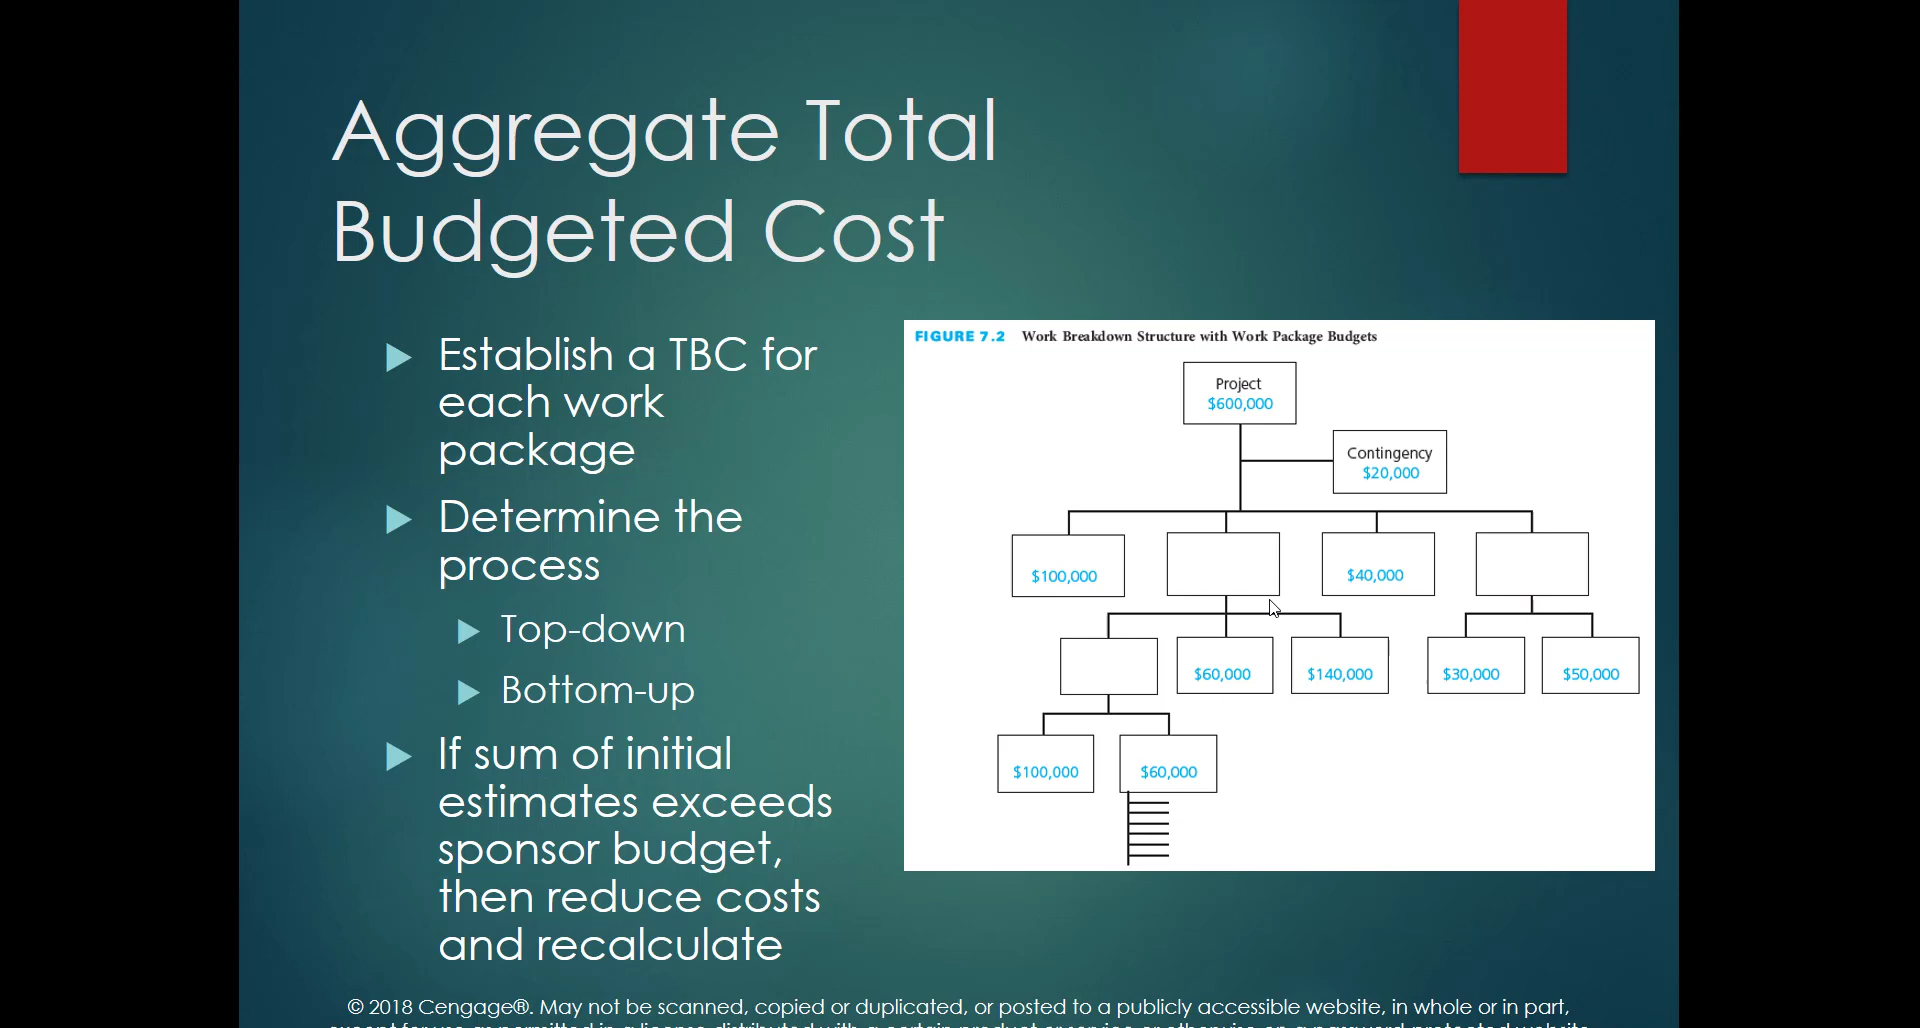 Aggregate Total
Budgeted Cost
Establish a TBC for
each work
package
Determine the
process
Top-down
Bottom-up
If sum of initial
estimates exceeds
sponsor budget,
then reduce costs
and recalculate
FIGURE 7.2 Work Breakdown Structure with Work Package Budgets
Project
$600,000
Contingency
$20,000
$100,000
$40,000
$60,000
$140,000
$30,000
$50,000
$100,000
$60,000
© 2018 Cengage®. May not be scanned, copied or duplicated, or posted to a publicly accessible website, in whole or in part,